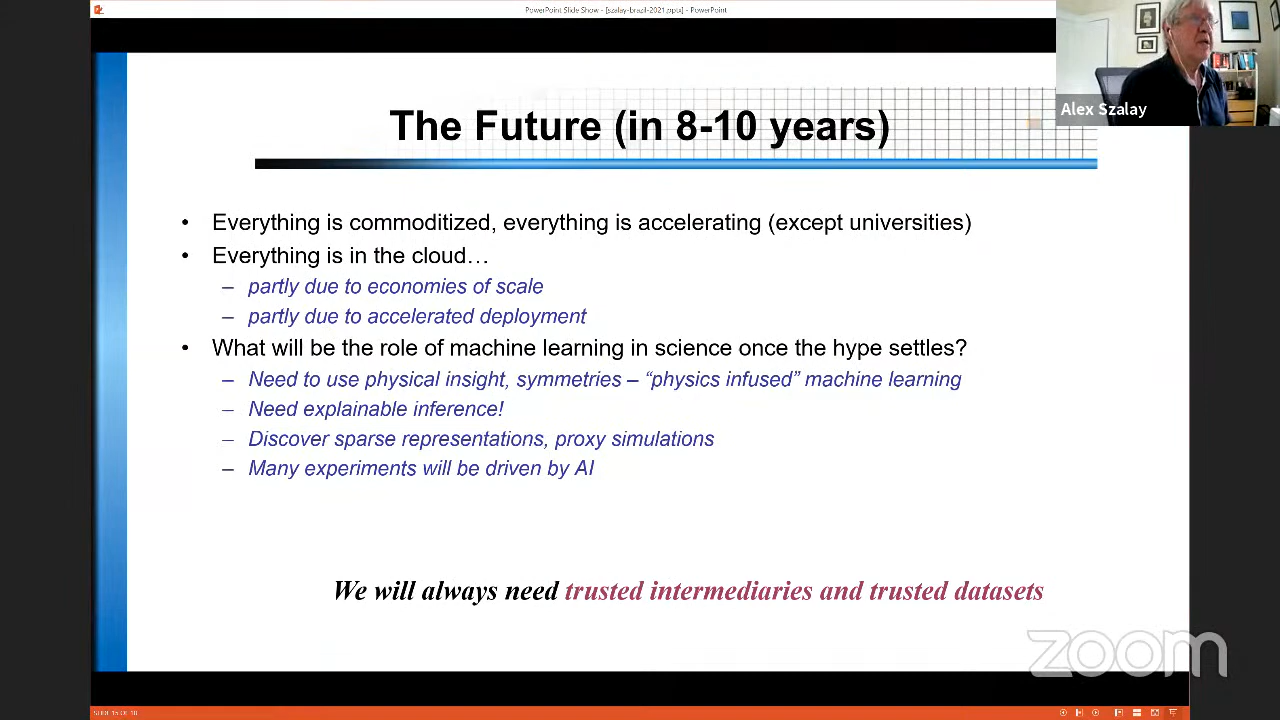 PowerPoint Slide Show - [szalay-brazil-2021.pptx] - PowerPoint
Alex Szalay
The Future (in 8-10 years)
• Everything is commoditized, everything is accelerating (except universities)
• Everything is in the cloud…
– partly due to economies of scale
– partly due to accelerated deployment
• What will be the role of machine learning in science once the hype settles?
– Need to use physical insight, symmetries – “physics infused” machine learning
– Need explainable inference!
– Discover sparse representations, proxy simulations
– Many experiments will be driven by AI
We will always need trusted intermediaries and trusted datasets
zoom
SLIDE 15 OF 18